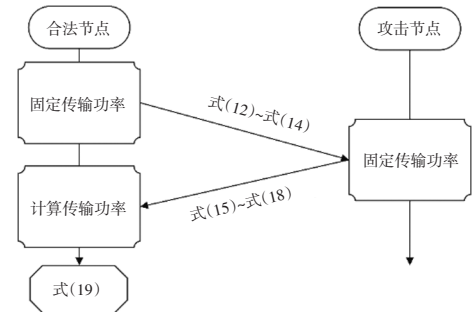 合法节点
攻击节点
固定传输功率
式(12)~式(14)
固定传输功率
计算传输功率
式(15)~式(18)
式(19)